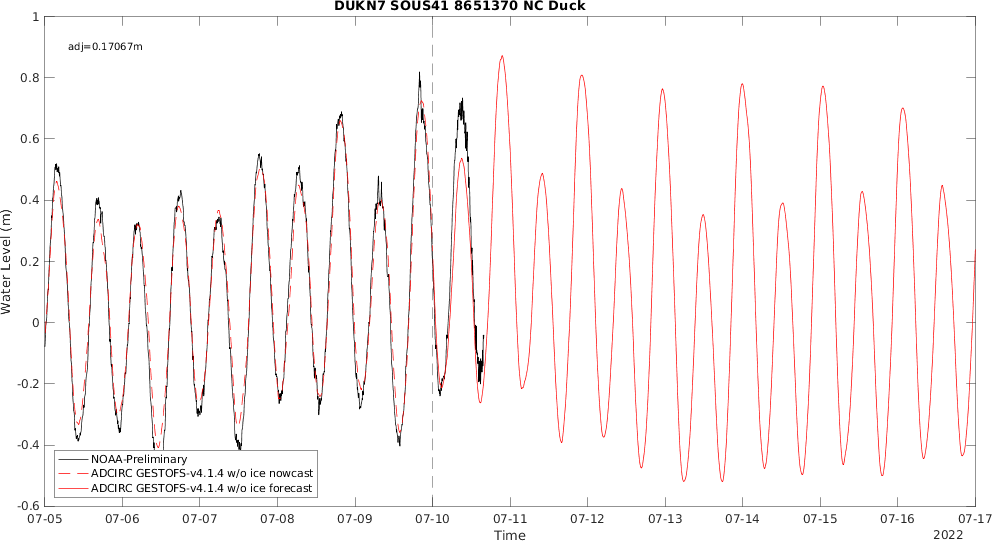 DUKN7 SOUS41 8651370 NC Duck
adj=0.17067m
Water Level (m)
1
0.8
0.6
0.4
0.2
0
-0.2
-0.4
-0.6
NOAA-Preliminary
ADCIRC GESTOFS-v4.1.4 w/o ice nowcast
ADCIRC GESTOFS-v4.1.4 w/o ice forecast
07-05 07-06 07-07 07-08 07-09 07-10 07-11 07-12 07-13 07-14 07-15 07-16 07-17
Time
2022